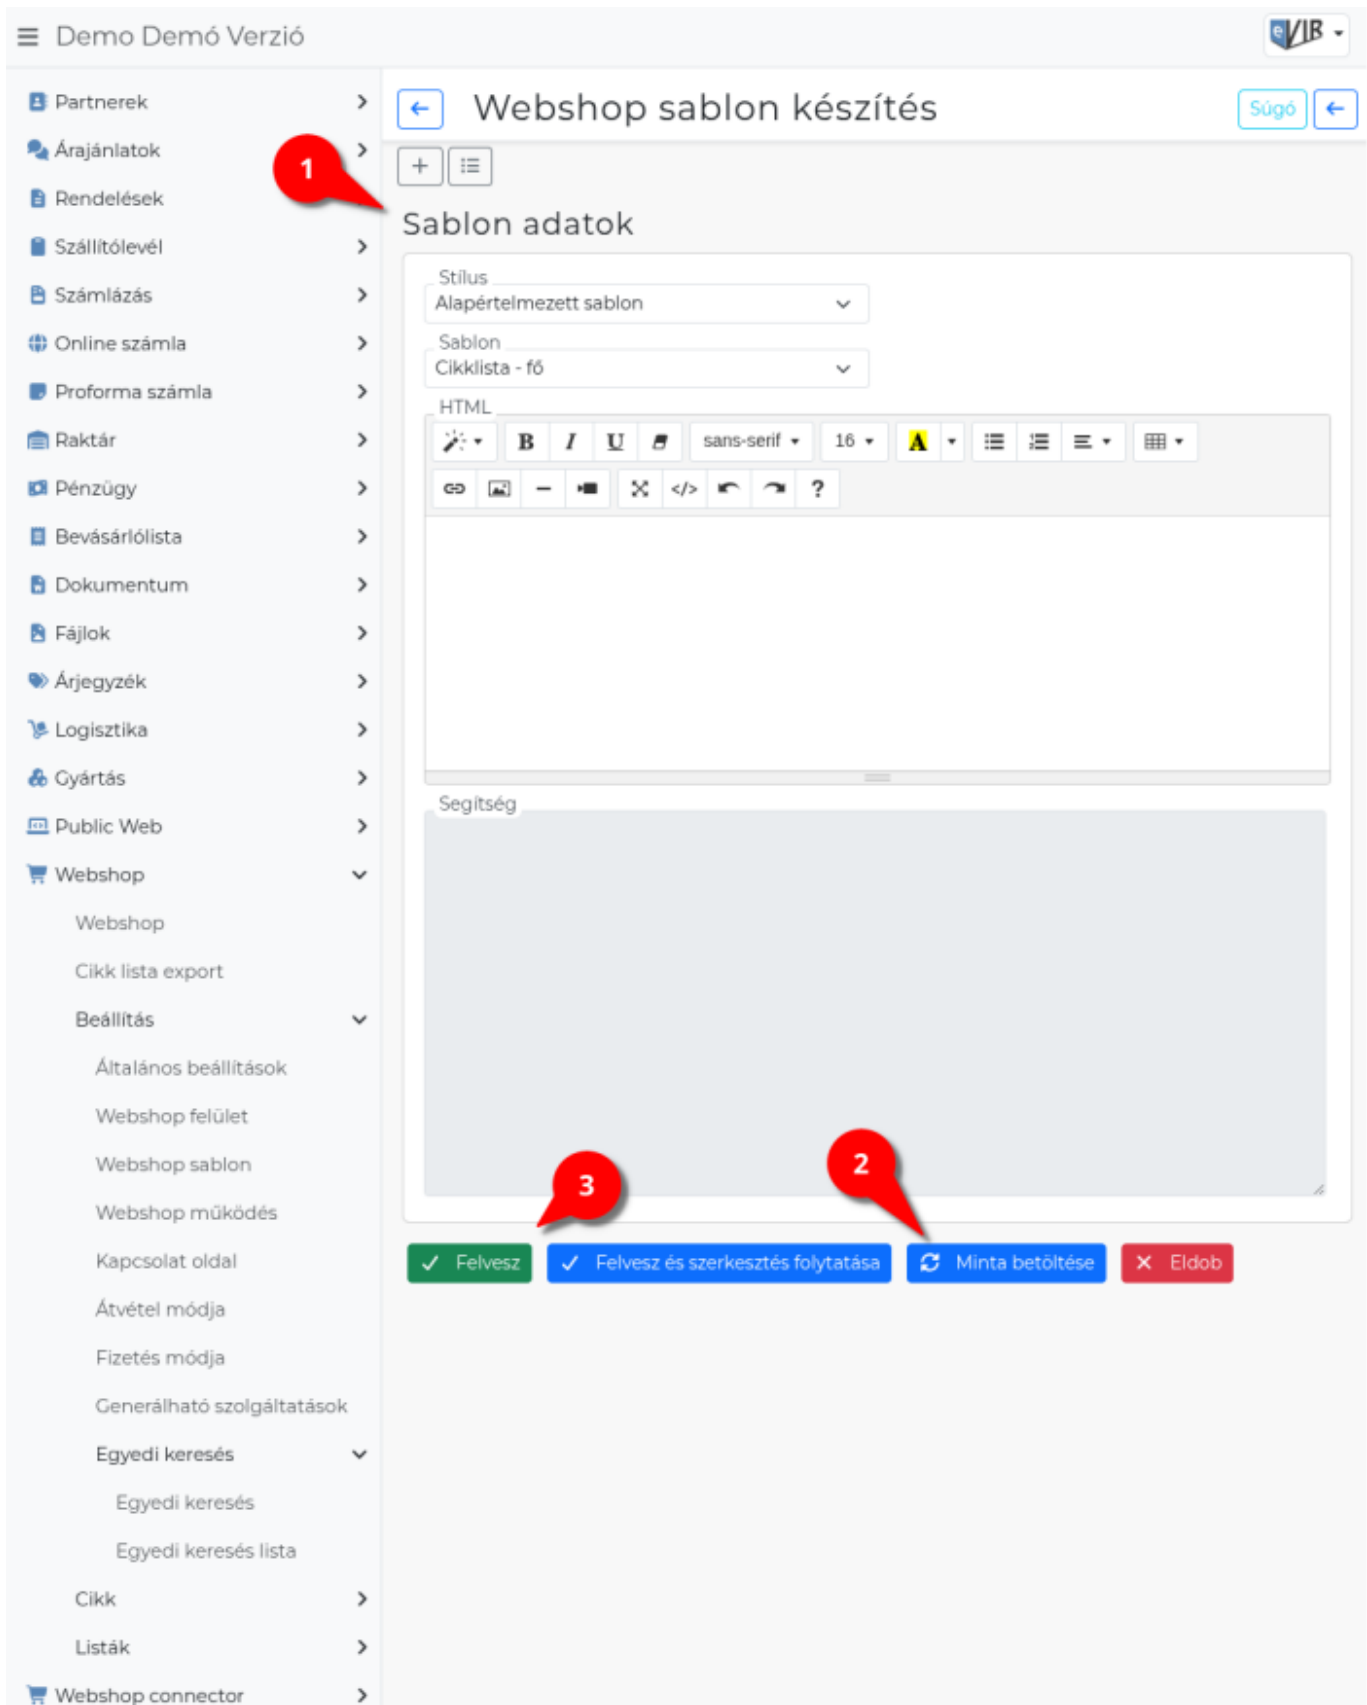 Demo Demó Verzió
eVIR
Partnerek
Árajánlatok
Rendelések
Szállítólevél
Számlázás
Online számla
Proforma számla
Raktár
Pénzügy
Bevásárlólista
Dokumentum
Fájlok
Árjegyzék
Logisztika
Gyártás
Public Web
Webshop
Webshop
Cikk lista export
Beállítás
Általános beállítások
Webshop felület
Webshop sablon
Webshop működés
Kapcsolat oldal
Átvétel módja
Fizetés módja
Generálható szolgáltatások
Egyedi keresés
Egyedi keresés
Egyedi keresés lista
Cikk
Listák
Webshop connector
Webshop sablon készítés
Súgó
1
Sablon adatok
Stílus
Alapértelmezett sablon
Sablon
Cikklista - fő
HTML
B I U sans-serif 16 A
</> ?
Segítség
3
2
Felvesz Felvesz és szerkesztés folytatása Minta betöltése Eldob